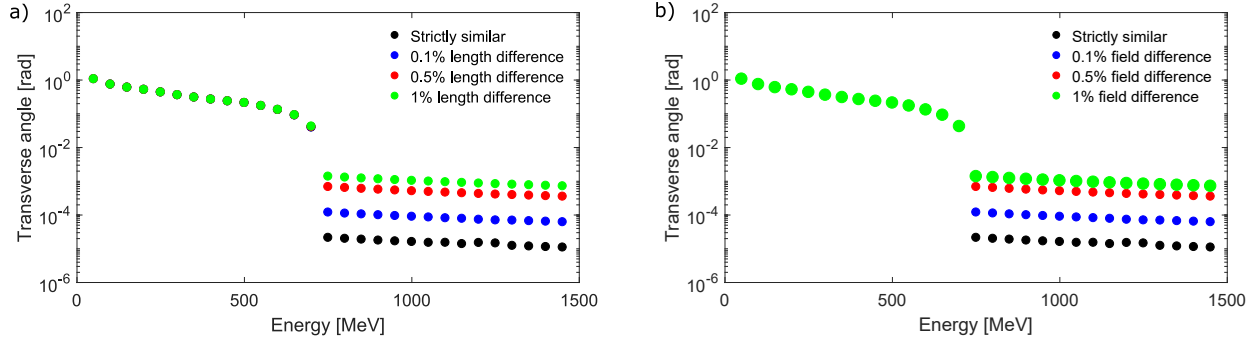 a)
Transverse angle [rad]
10^2
10^0
10^-2
10^-4
10^-6
Strictly similar
0.1% length difference
0.5% length difference
1% length difference
0
500
1000
1500
Energy [MeV]
b)
Transverse angle [rad]
10^2
10^0
10^-2
10^-4
10^-6
Strictly similar
0.1% field difference
0.5% field difference
1% field difference
0
500
1000
1500
Energy [MeV]